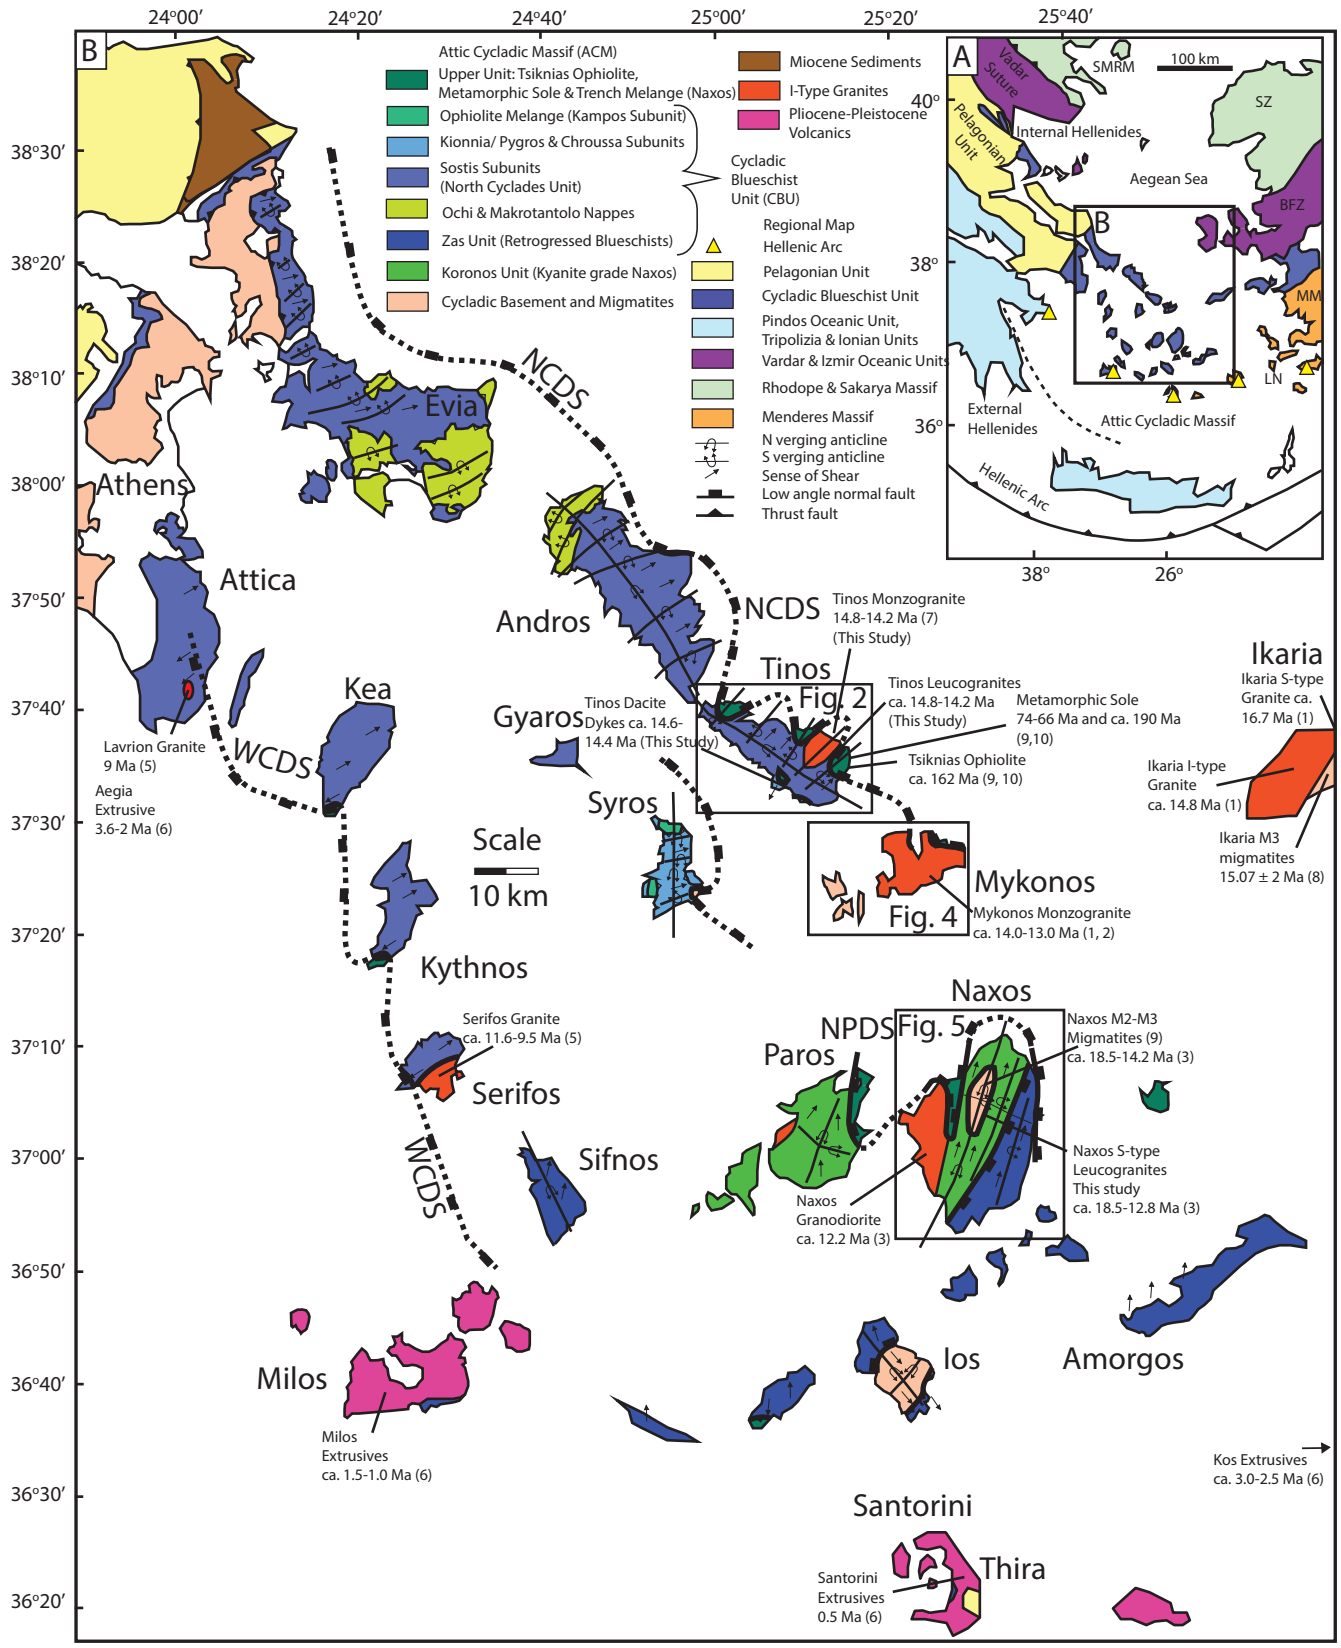 24°00′
24°20′
24°40′
25°00′
25°20′
25°40′
B
38°30′
38°20′
38°10′
38°00′
37°50′
37°40′
37°30′
37°20′
37°10′
37°00′
36°50′
36°40′
36°30′
36°20′
Attic Cycladic Massif (ACM)
Upper Unit: Tsiknias Ophiolite,
Metamorphic Sole & Trench Melange (Naxos)
Ophiolite Melange (Kampos Subunit)
Kionnia/ Pygros & Chroussa Subunits
Sostis Subunits
(North Cyclades Unit)
Ochi & Makrotantolo Nappes
Zas Unit (Retrogressed Blueschists)
Koronos Unit (Kyanite grade Naxos)
Cycladic Basement and Migmatites
Cycladic
Blueschist
Unit (CBU)
Miocene Sediments
I-Type Granites
Pliocene-Pleistocene
Volcanics
Regional Map
Hellenic Arc
Pelagonian Unit
Cycladic Blueschist Unit
Pindos Oceanic Unit,
Tripolizia & Ionian Units
Vardar & Izmir Oceanic Units
Rhodope & Sakarya Massif
Menderes Massif
N verging anticline
S verging anticline
Sense of Shear
Low angle normal fault
Thrust fault
A
100 km
Vadar
Suture
SMRM
SZ
40°
Pelagonian
Unit
Internal Hellenides
Aegean Sea
BFZ
B
38°
MM
LN
External
Hellenides
Attic Cycladic Massif
36°
Hellenic Arc
38°
26°
NCDS
Evia
Athens
Attica
Andros
NCDS
Tinos Monzogranite
14.8-14.2 Ma (7)
(This Study)
Tinos
Fig. 2
Tinos Leucogranites
ca. 14.8-14.2 Ma
(This Study)
Metamorphic Sole
74-66 Ma and ca. 190 Ma
(9,10)
Tsiknias Ophiolite
ca. 162 Ma (9, 10)
Ikaria
Ikaria S-type
Granite ca.
16.7 Ma (1)
Ikaria I-type
Granite
ca. 14.8 Ma (1)
Ikaria M3
migmatites
15.07 ± 2 Ma (8)
Kea
Gyaros
Tinos Dacite
Dykes ca. 14.6-
14.4 Ma (This Study)
Lavrion Granite
9 Ma (5)
WCDS
Aegia
Extrusive
3.6-2 Ma (6)
Syros
Scale
10 km
Mykonos
Fig. 4
Mykonos Monzogranite
ca. 14.0-13.0 Ma (1, 2)
Kythnos
Naxos
Serifos Granite
ca. 11.6-9.5 Ma (5)
Serifos
NPDS
Fig. 5
Paros
Naxos M2-M3
Migmatites (9)
ca. 18.5-14.2 Ma (3)
WCDS
Sifnos
Naxos S-type
Leucogranites
This study
ca. 18.5-12.8 Ma (3)
Naxos
Granodiorite
ca. 12.2 Ma (3)
Milos
Ios
Amorgos
Milos
Extrusives
ca. 1.5-1.0 Ma (6)
Kos Extrusives
ca. 3.0-2.5 Ma (6)
Santorini
Thira
Santorini
Extrusives
0.5 Ma (6)